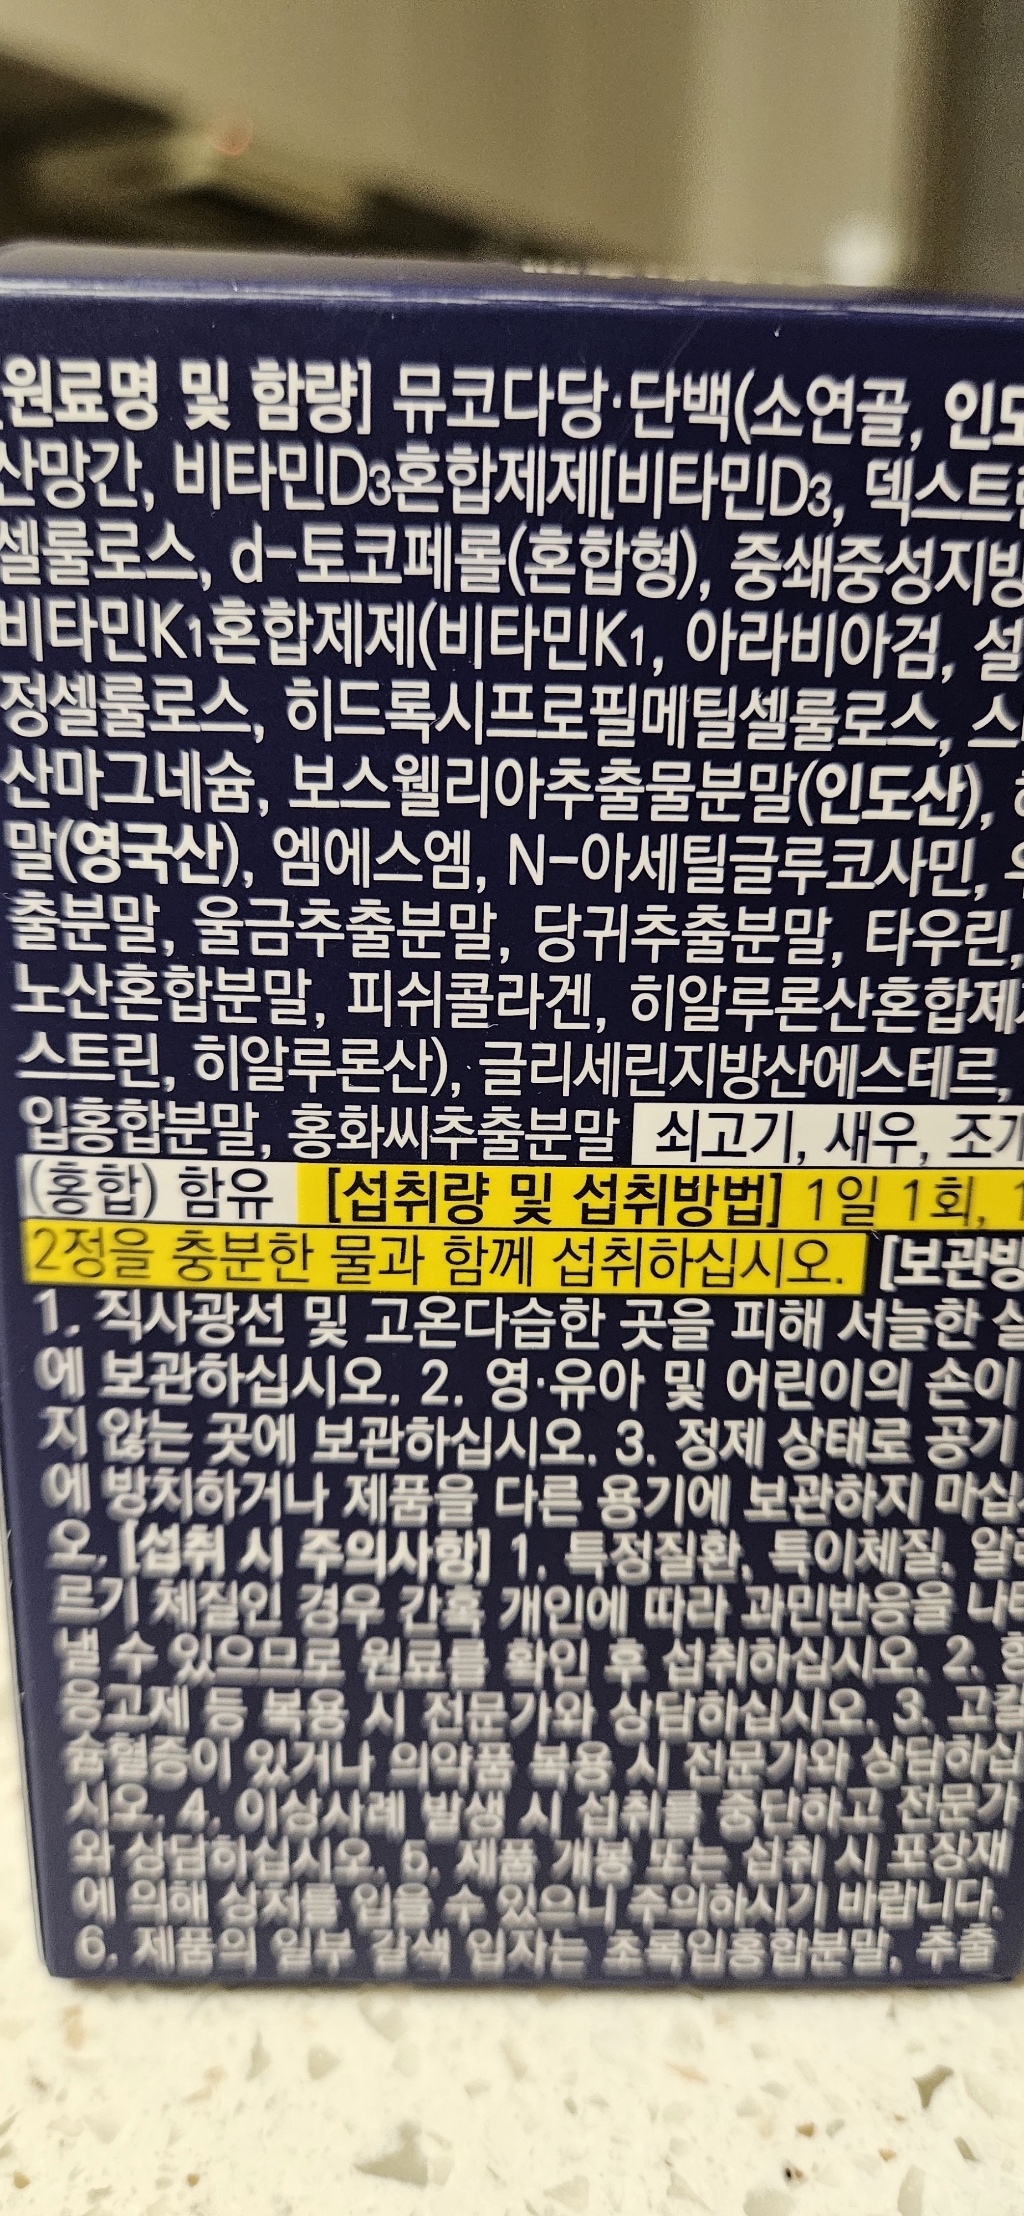 [원료명 및 함량] 뮤코다당·단백(소연골,
산망간, 비타민D3혼합제제[비타민D3,
셀룰로스, d-토코페롤(혼합형), 중쇄중성지방
비타민K1혼합제제(비타민K1, 아라비아검,
정셀룰로스, 히드록시프로필메틸셀룰로스,
산마그네슘, 보스웰리아추출물분말(인도산),
말(영국산), 엠에스엠, N-아세틸글루코사민,
출분말, 울금추출분말, 당귀추출분말, 타우린,
노산혼합분말, 피쉬콜라겐, 히알루론산혼합제
스트린, 히알루론산), 글리세린지방산에스테르,
입홍합분말, 홍화씨추출분말 쇠고기, 새우, 조개
(홍합) 함유 [섭취량 및 섭취방법] 1일 1회,
2정을 충분한 물과 함께 섭취하십시오. [보관방
1. 직사광선 및 고온다습한 곳을 피해 서늘한
에 보관하십시오. 2. 영·유아 및 어린이의 손이
지 않는 곳에 보관하십시오. 3. 정제 상태로 공기
에 방치하거나 제품을 다른 용기에 보관하지 마십
오. [섭취 시 주의사항] 1. 특정질환, 특이체질, 알레
르기 체질인 경우 간혹 개인에 따라 과민반응을 나타
낼 수 있으므로 원료를 확인 후 섭취하십시오. 2. 항
응고제 등 복용 시 전문가와 상담하십시오. 3. 고칼
슘혈증이 있거나 의약품 복용 시 전문가와 상담하십
시오. 4. 이상사례 발생 시 섭취를 중단하고 전문가
와 상담하십시오. 5. 제품 개봉 또는 섭취 시 포장재
에 의해 상처를 입을 수 있으니 주의하시기 바랍니다.
6. 제품의 일부 갈색 입자는 초록입홍합분말, 추출